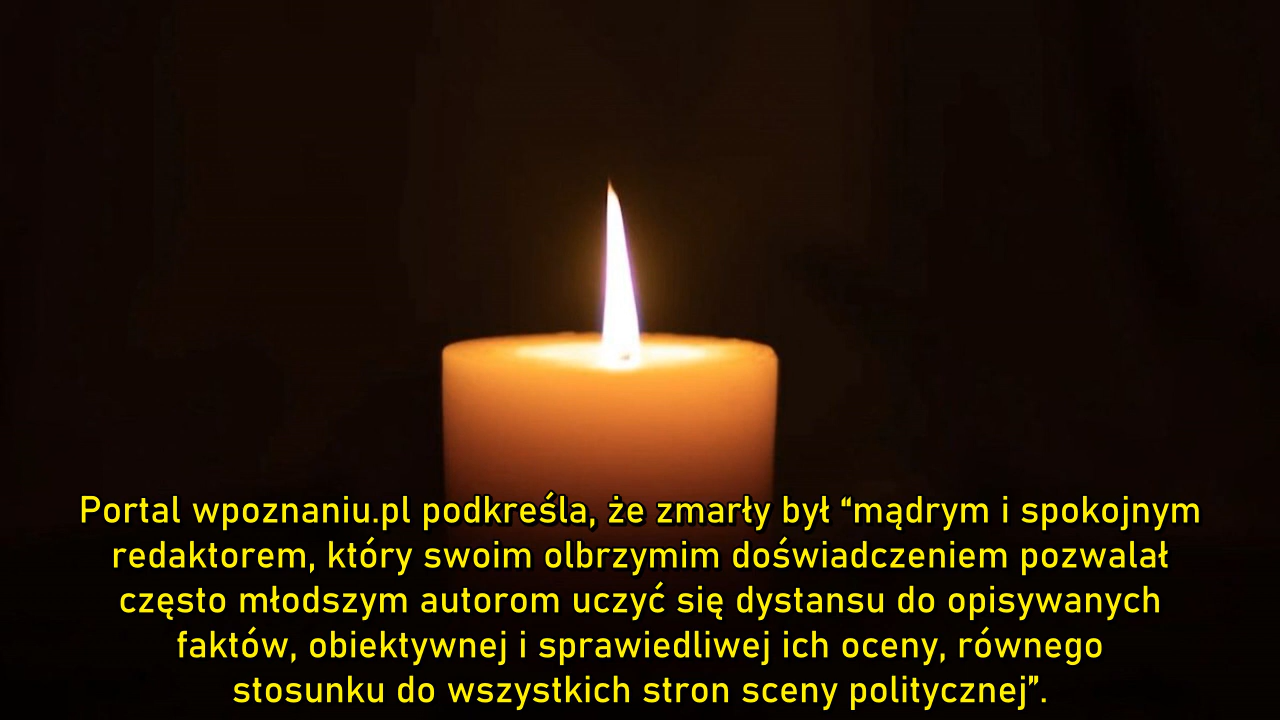 Portal wpoznaniu.pl podkreśla, że zmarły był “mądrym i spokojnym
redaktorem, który swoim olbrzymim doświadczeniem pozwalał
często młodszym autorom uczyć się dystansu do opisywanych
faktów, obiektywnej i sprawiedliwej ich oceny, równego
stosunku do wszystkich stron sceny politycznej”.